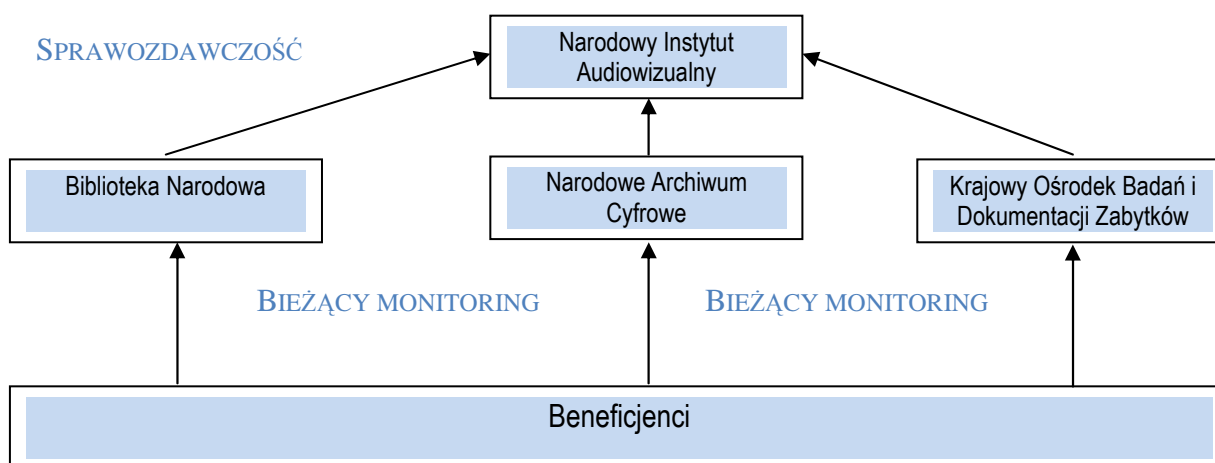 SPRAWOZDAWCZOŚĆ
Narodowy Instytut
Audiowizualny
Biblioteka Narodowa
Narodowe Archiwum
Cyfrowe
Krajowy Ośrodek Badań i
Dokumentacji Zabytków
BIEŻĄCY MONITORING
BIEŻĄCY MONITORING
Beneficjenci